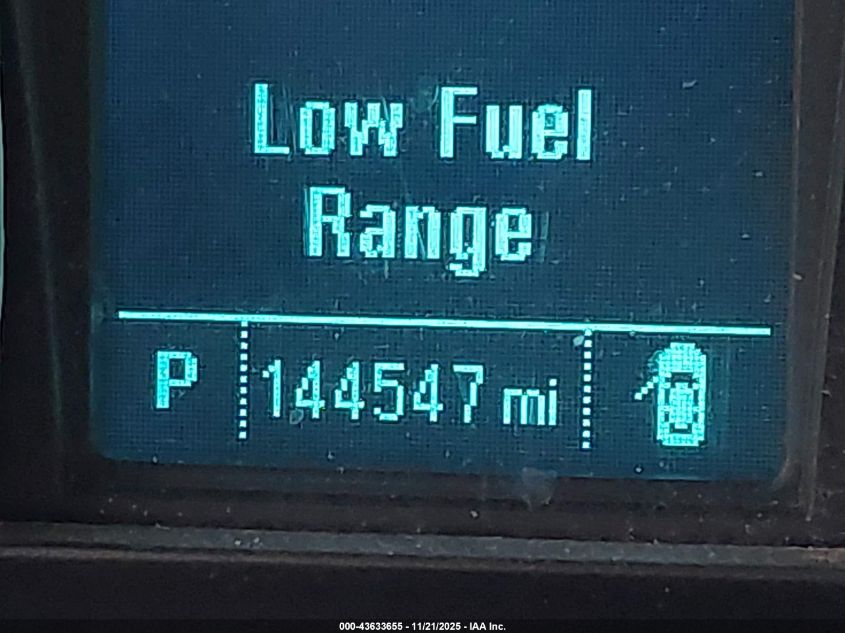 Low Fuel
Range
P 144547 mi
000-43633655 - 11/21/2025 - IAA Inc.